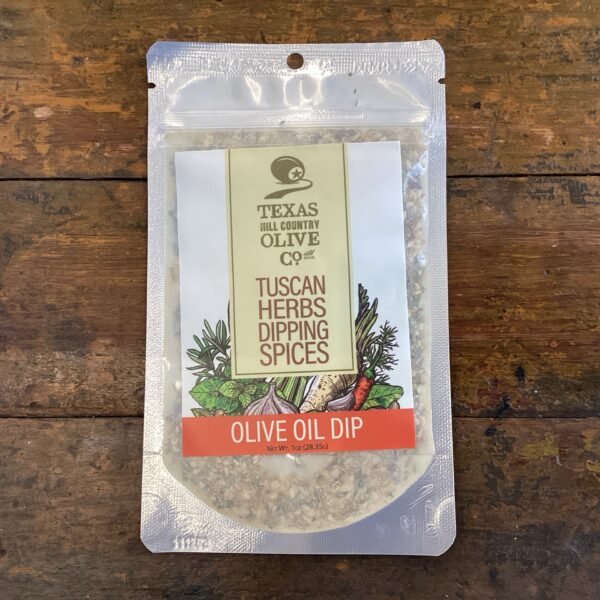 TEXAS
HILL COUNTRY
OLIVE
CO.
TUSCAN
HERBS
DIPPING
SPICES
OLIVE OIL DIP
NET WT. 1oz (28.35g)